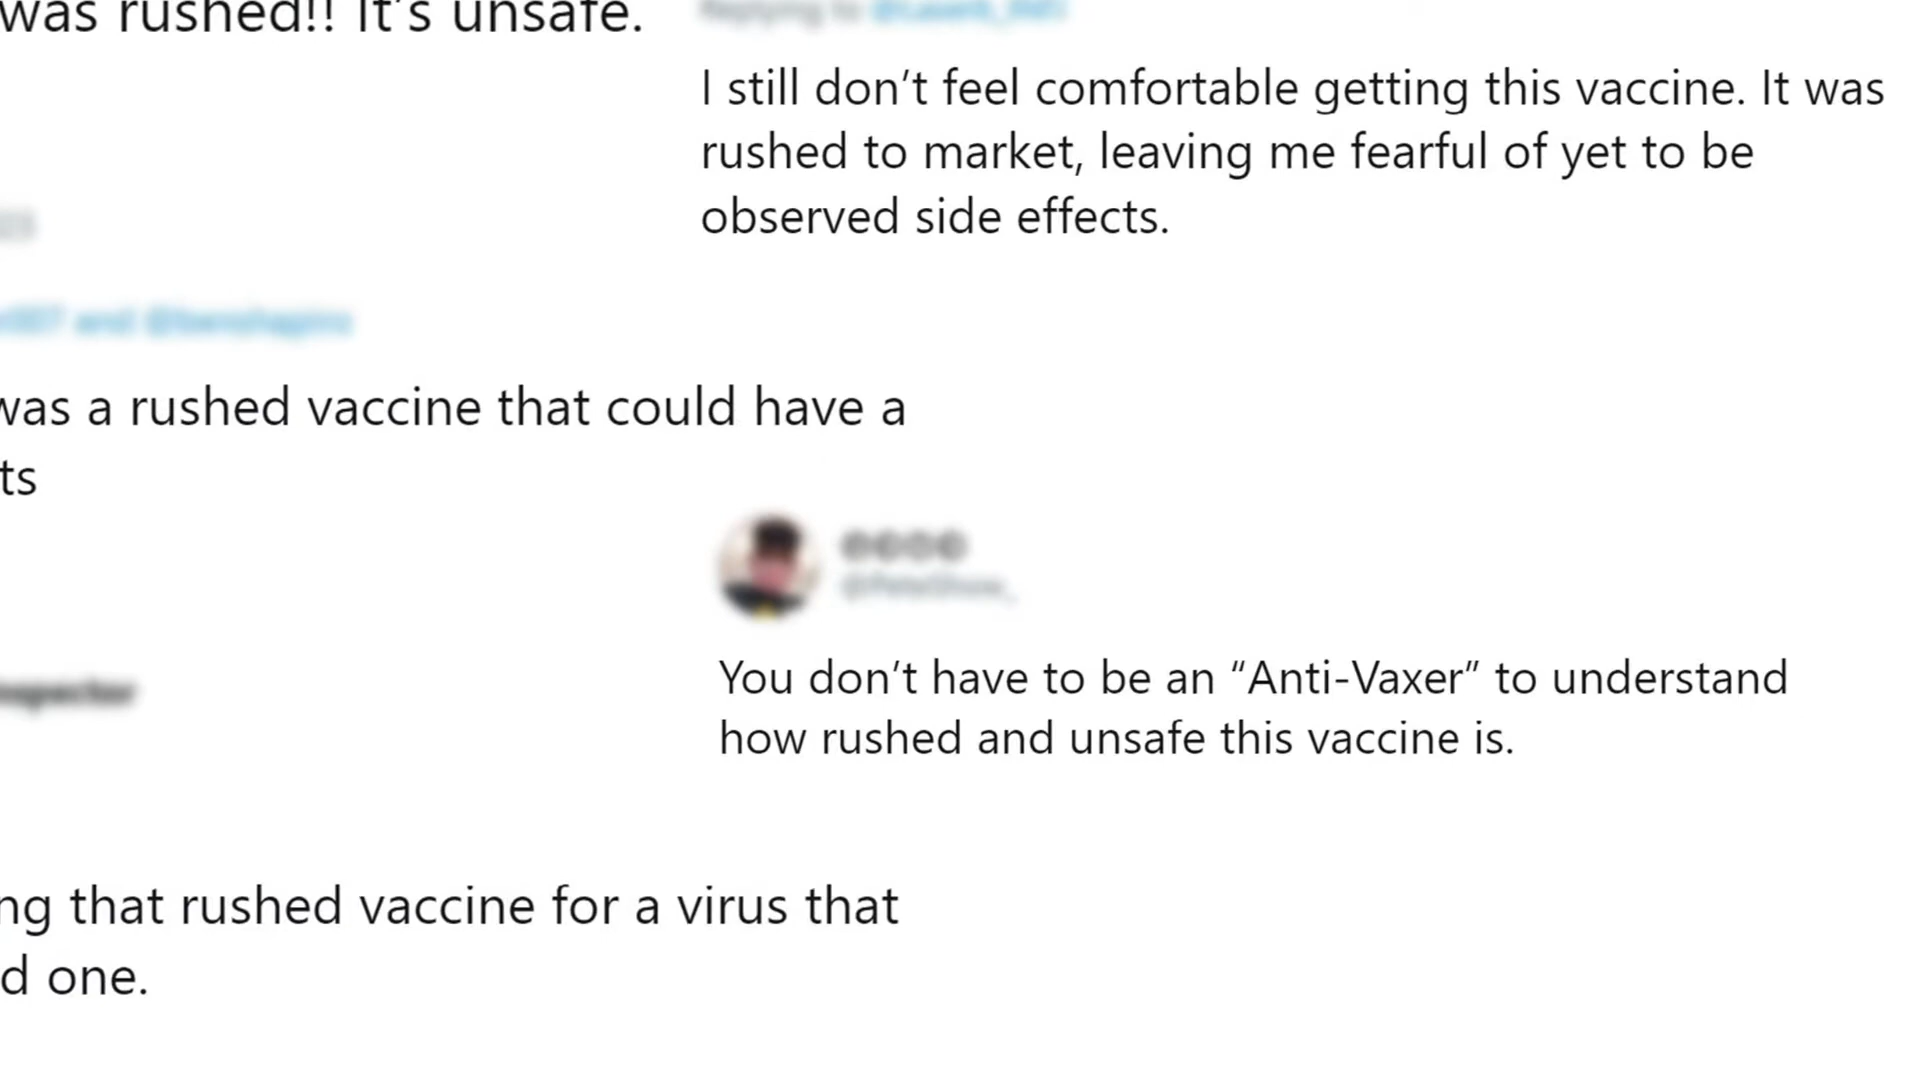 was rushed!! It's unsafe.
I still don't feel comfortable getting this vaccine. It was
rushed to market, leaving me fearful of yet to be
observed side effects.
and
was a rushed vaccine that could have a
ts
You don't have to be an “Anti-Vaxer” to understand
how rushed and unsafe this vaccine is.
ng that rushed vaccine for a virus that
d one.